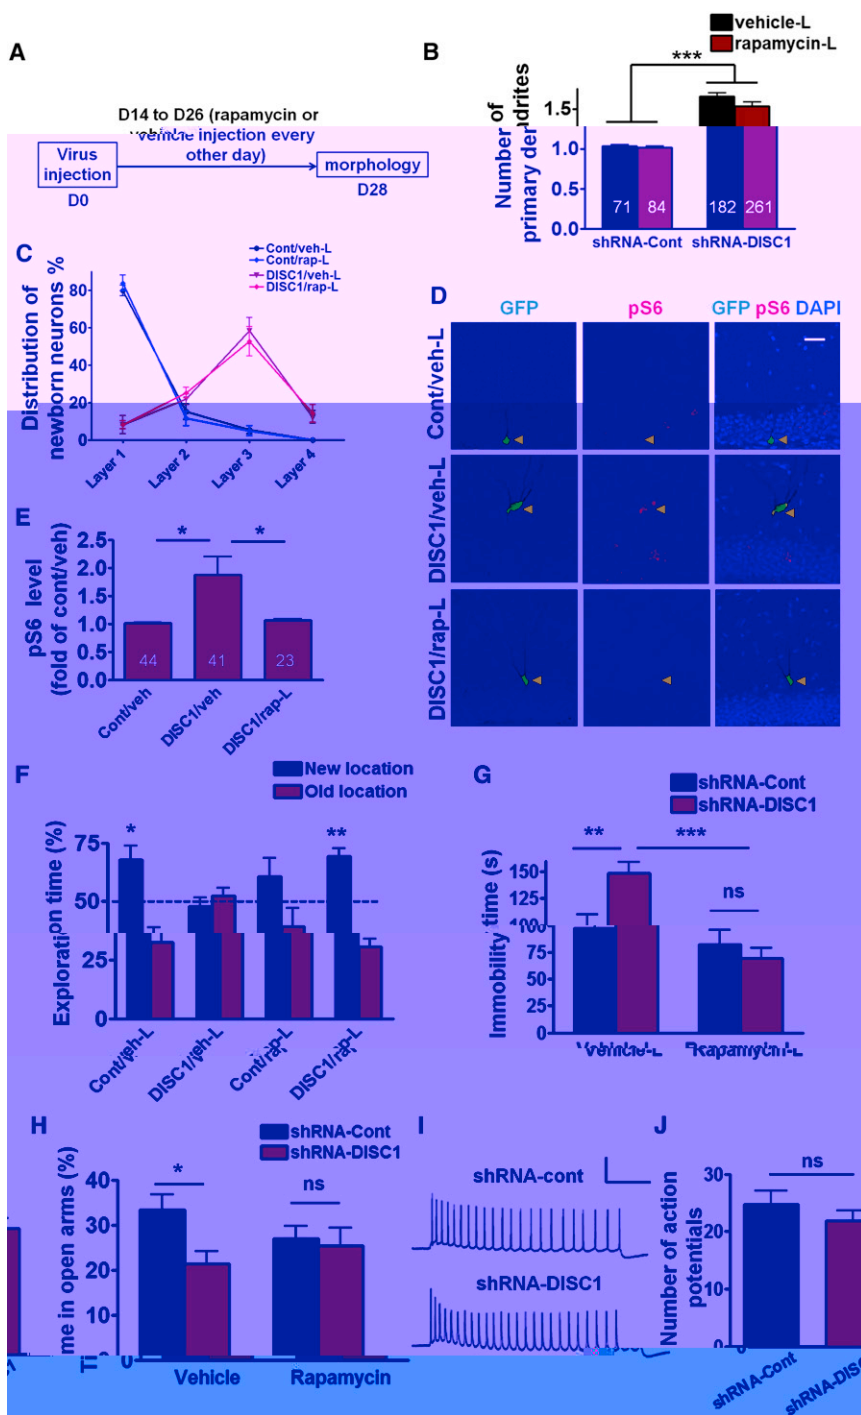 A
D14 to D26 (rapamycin or
vehicle injection every
other day)
Virus
injection
D0
morphology
D28
B
vehicle-L
rapamycin-L
***
Number of
1.5
1.0
0.5
0.0
71
84
182
261
shRNA-Cont
shRNA-DISC1
C
Cont/veh-L
Cont/rap-L
DISC1/veh-L
DISC1/rap-L
Distribution of
newborn neurons %
80
60
40
20
0
Layer 1
Layer 2
Layer 3
Layer 4
D
GFP
pS6
GFP pS6 DAPI
Cont/veh-L
DISC1/veh-L
DISC1/rap-L
E
pS6 level
(fold of cont/veh)
2.5
2.0
1.5
1.0
0.5
0.0
*
*
44
41
23
Cont/veh
DISC1/veh
DISC1/rap-L
F
New location
Old location
Exploration time (%)
75
50
25
0
*
**
Cont/veh-L
DISC1/veh-L
Cont/rap-L
DISC1/rap-L
G
shRNA-Cont
shRNA-DISC1
Immobility time (s)
150
125
100
75
50
25
0
**
***
ns
Vehicle-L
Rapamycin-L
H
shRNA-Cont
shRNA-DISC1
me in open arms (%)
40
30
20
10
0
*
ns
Vehicle
Rapamycin
I
shRNA-cont
shRNA-DISC1
J
Number of action
potentials
30
20
10
0
ns
shRNA-Cont
shRNA-DISC